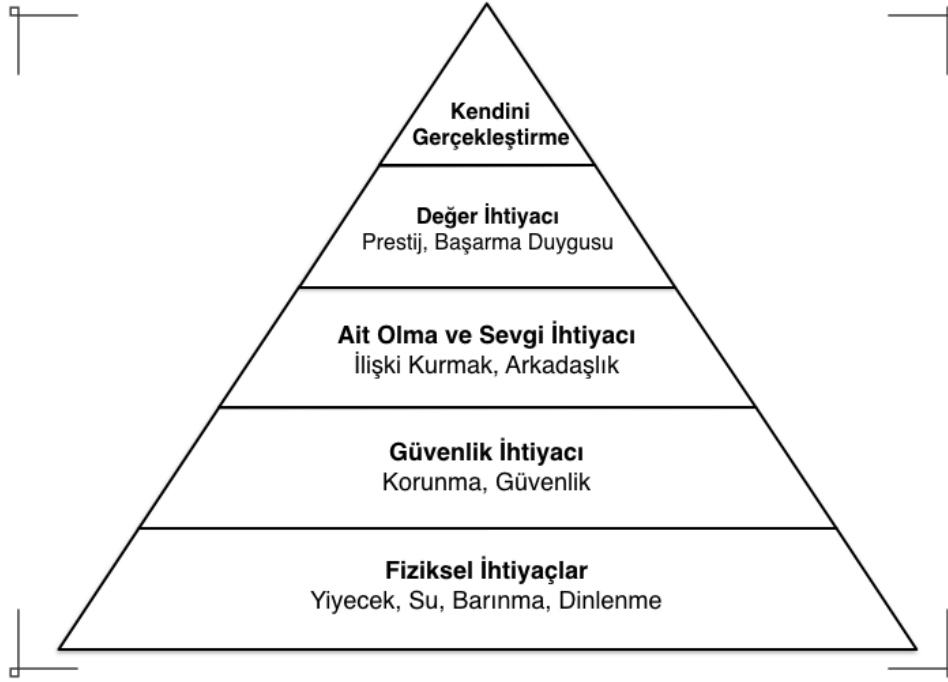 Kendini
Gerçekleştirme
Değer İhtiyacı
Prestij, Başarma Duygusu
Ait Olma ve Sevgi İhtiyacı
İlişki Kurmak, Arkadaşlık
Güvenlik İhtiyacı
Korunma, Güvenlik
Fiziksel İhtiyaçlar
Yiyecek, Su, Barınma, Dinlenme